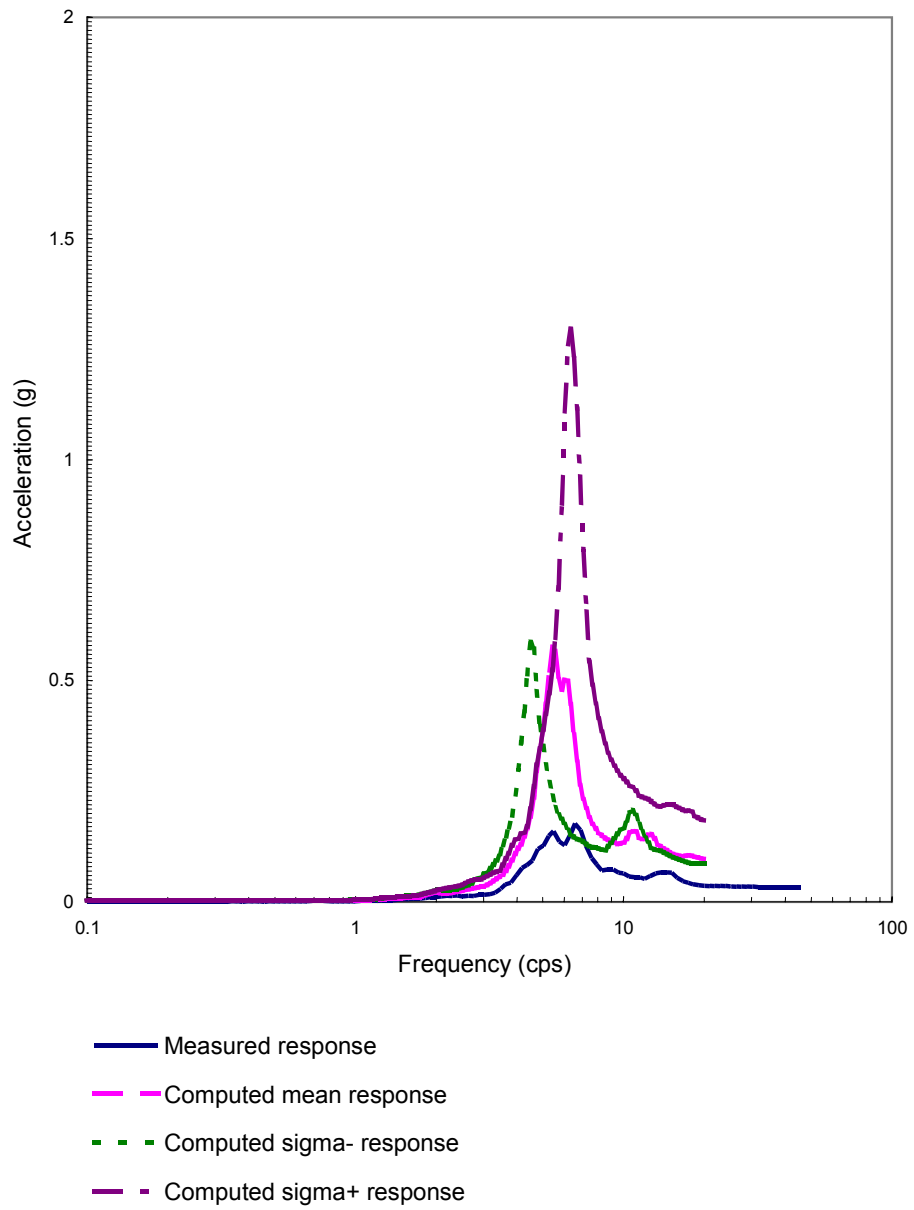 2
1.5
1
0.5
0
Acceleration (g)
0.1 1 10 100
Frequency (cps)
Measured response
Computed mean response
Computed sigma- response
Computed sigma+ response